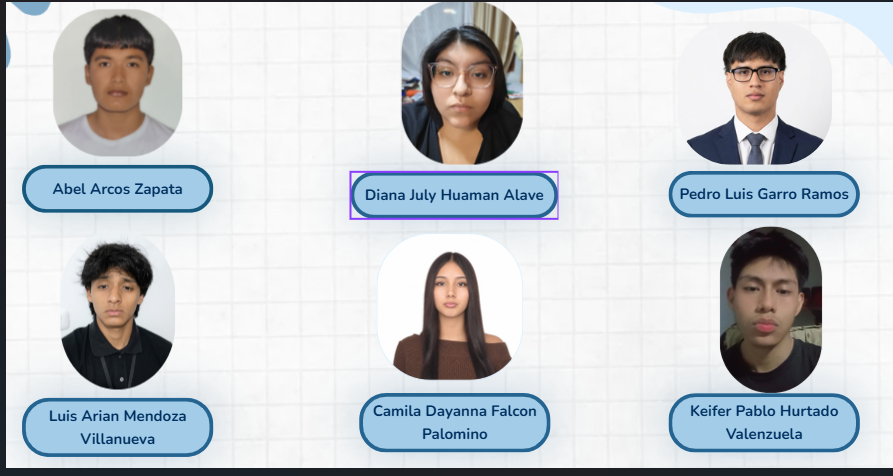 Abel Arcos Zapata
Diana July Huaman Alave
Pedro Luis Garro Ramos
Luis Arian Mendoza
Villanueva
Camila Dayanna Falcon
Palomino
Keifer Pablo Hurtado
Valenzuela